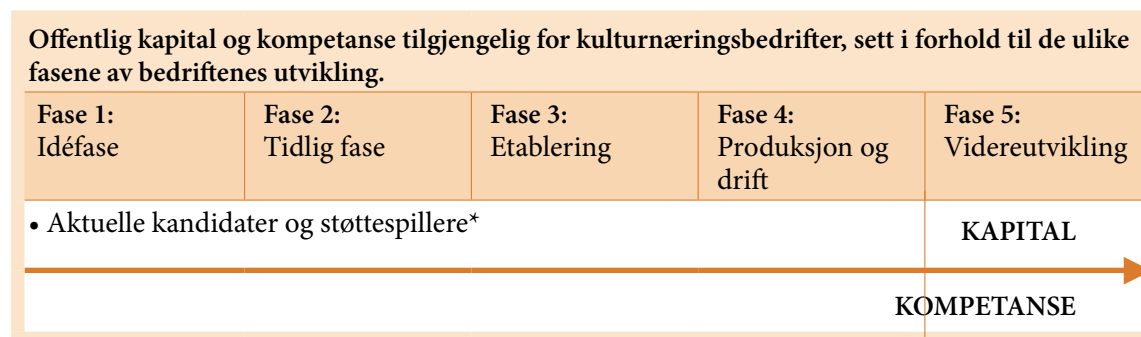 Offentlig kapital og kompetanse tilgjengelig for kulturnæringsbedrifter, sett i forhold til de ulike
fasene av bedriftenes utvikling.
Fase 1:
Idéfase
Fase 2:
Tidlig fase
Fase 3:
Etablering
Fase 4:
Produksjon og
drift
Fase 5:
Videreutvikling
• Aktuelle kandidater og støttespillere*
KAPITAL
KOMPETANSE